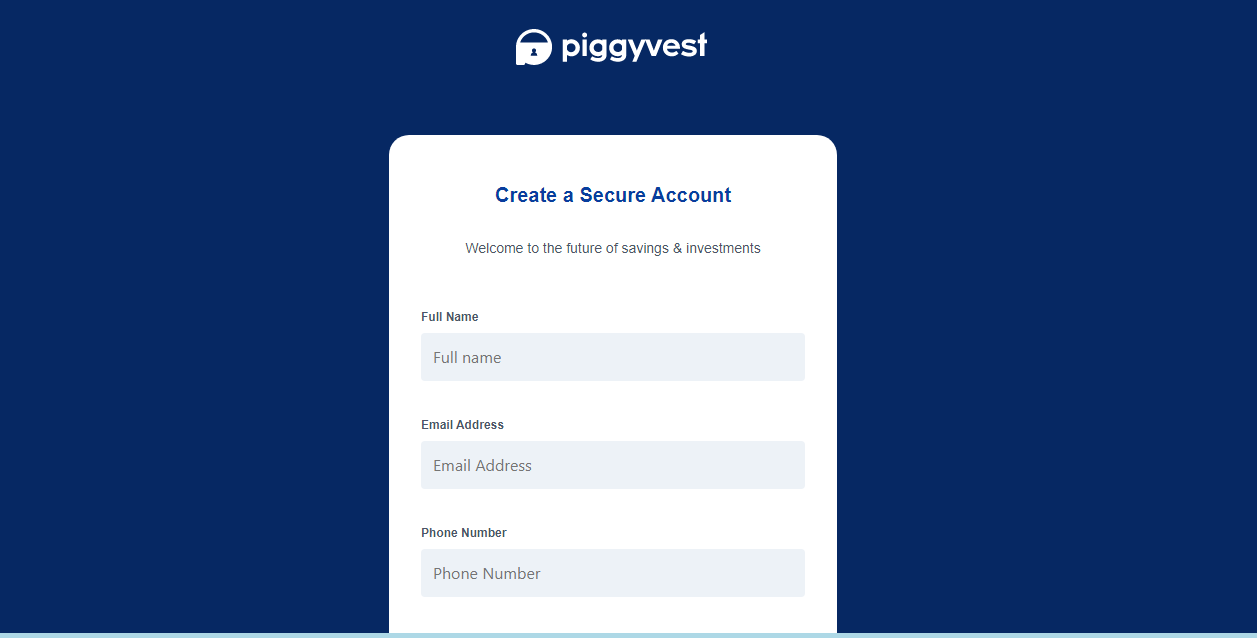 piggyvest
Create a Secure Account
Welcome to the future of savings & investments
Full Name
Full name
Email Address
Email Address
Phone Number
Phone Number